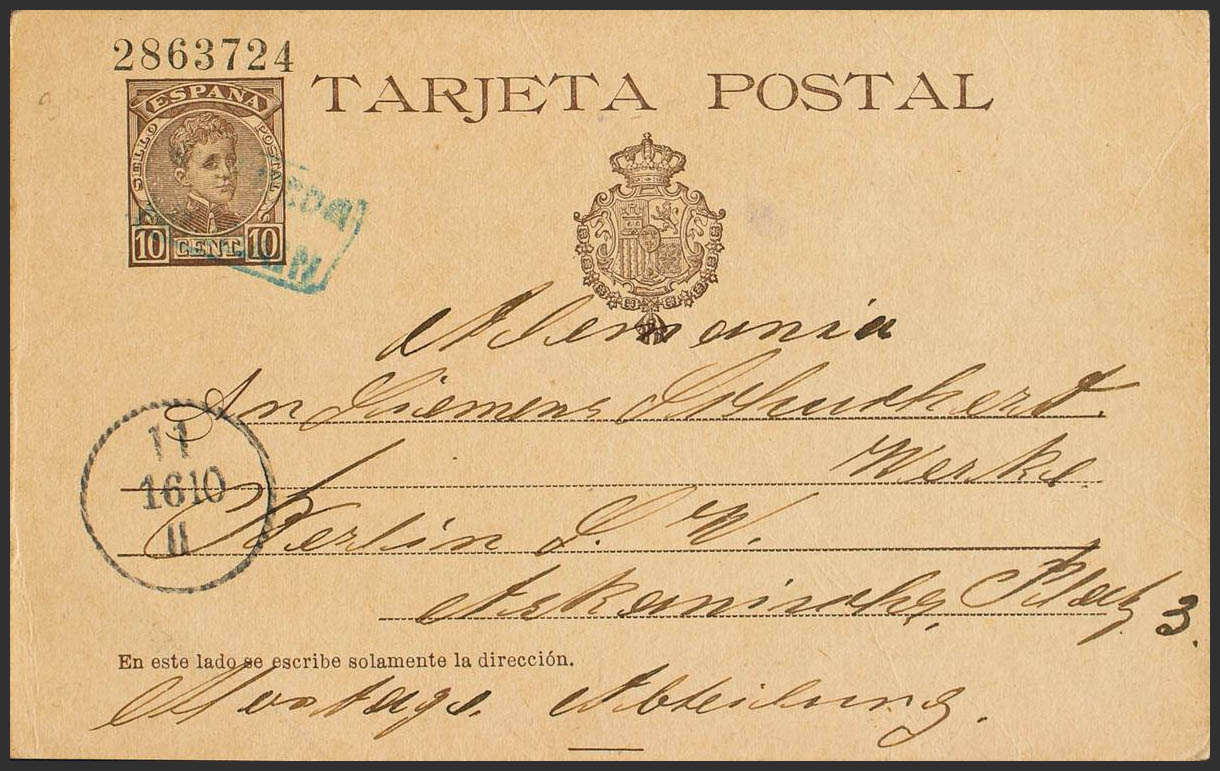 2863724
TARJETA POSTAL
ESPAÑA
SELLO POSTAL
10 CENT. 10
Alemania
An Siemens Schuckert.
Werke
11
1610
11
Berlin S. W.
Askanischer Platz 3.
En este lado se escribe solamente la dirección.
Montags. Abteilung.